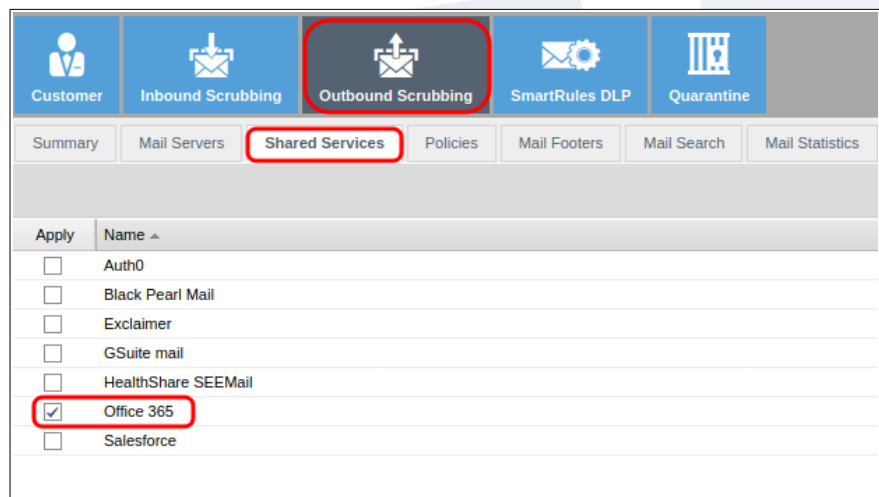 Customer Inbound Scrubbing Outbound Scrubbing SmartRules DLP Quarantine
Summary Mail Servers Shared Services Policies Mail Footers Mail Search Mail Statistics
Apply Name
Auth0
Black Pearl Mail
Exclaimer
GSuite mail
HealthShare SEEMail
Office 365
Salesforce